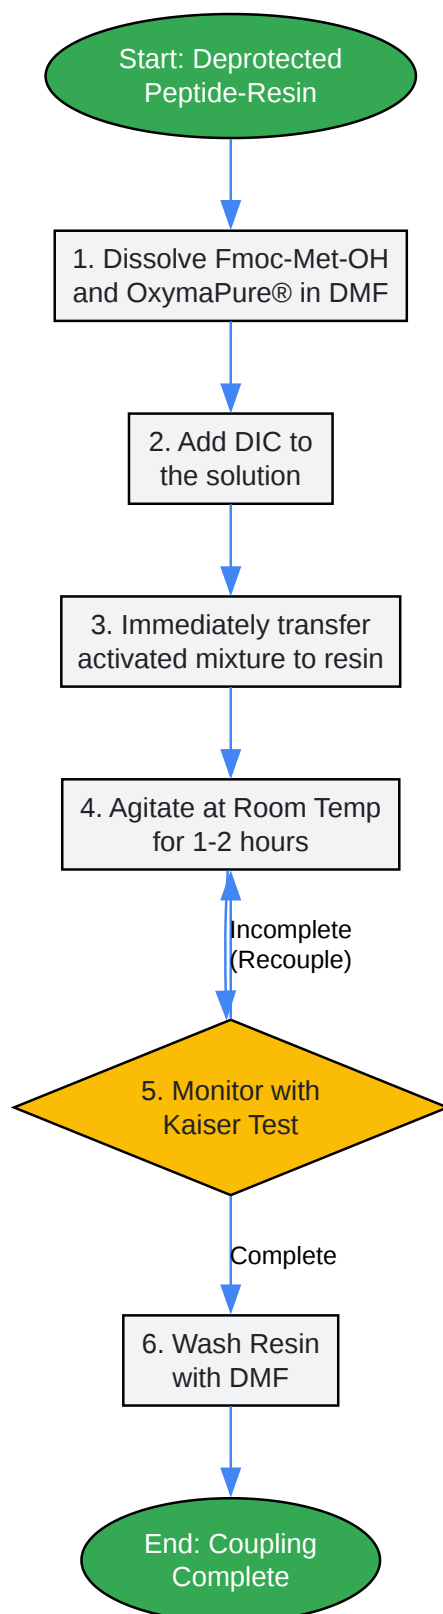 Start: Deprotected
Peptide-Resin
1. Dissolve Fmoc-Met-OH
and OxymaPure® in DMF
2. Add DIC to
the solution
3. Immediately transfer
activated mixture to resin
4. Agitate at Room Temp
for 1-2 hours
Incomplete
(Recouple)
5. Monitor with
Kaiser Test
Complete
6. Wash Resin
with DMF
End: Coupling
Complete